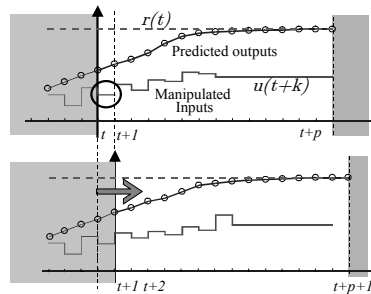 r(t)
Predicted outputs
u(t+k)
Manipulated
Inputs
t
t+1
t+p
t+1
t+2
t+p+1